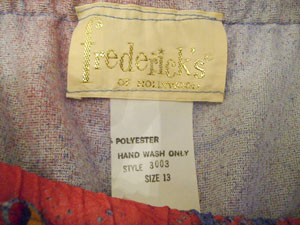 frederick's
OF HOLLYWOOD
POLYESTER
HAND WASH ONLY
STYLE 3003
SIZE 13